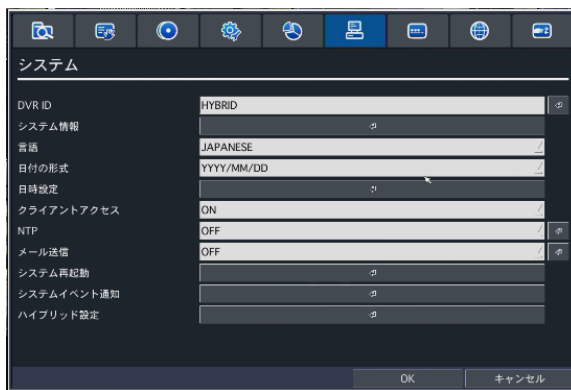 システム
DVR ID HYBRID
システム情報
言語 JAPANESE
日付の形式 YYYY/MM/DD
日時設定
クライアントアクセス ON
NTP OFF
メール送信 OFF
システム再起動
システムイベント通知
ハイブリッド設定
OK キャンセル